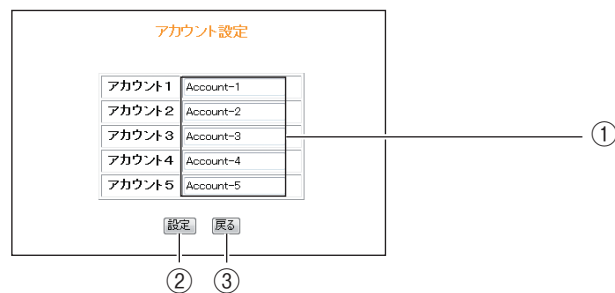 アカウント設定
アカウント1 Account-1
アカウント2 Account-2
アカウント3 Account-3
アカウント4 Account-4
アカウント5 Account-5
①
設定 戻る
② ③